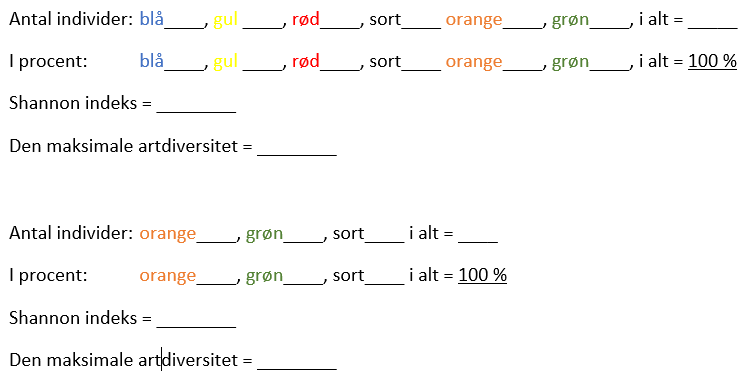 Antal individer: blå____, gul ____, rød____, sort____ orange____, grøn____, i alt = _____
I procent: blå____, gul ____, rød____, sort____ orange____, grøn____, i alt = 100 %
Shannon indeks = ________
Den maksimale artdiversitet = ________
Antal individer: orange____, grøn____, sort____ i alt = ____
I procent: orange____, grøn____, sort____ i alt = 100 %
Shannon indeks = ________
Den maksimale artdiversitet = ________